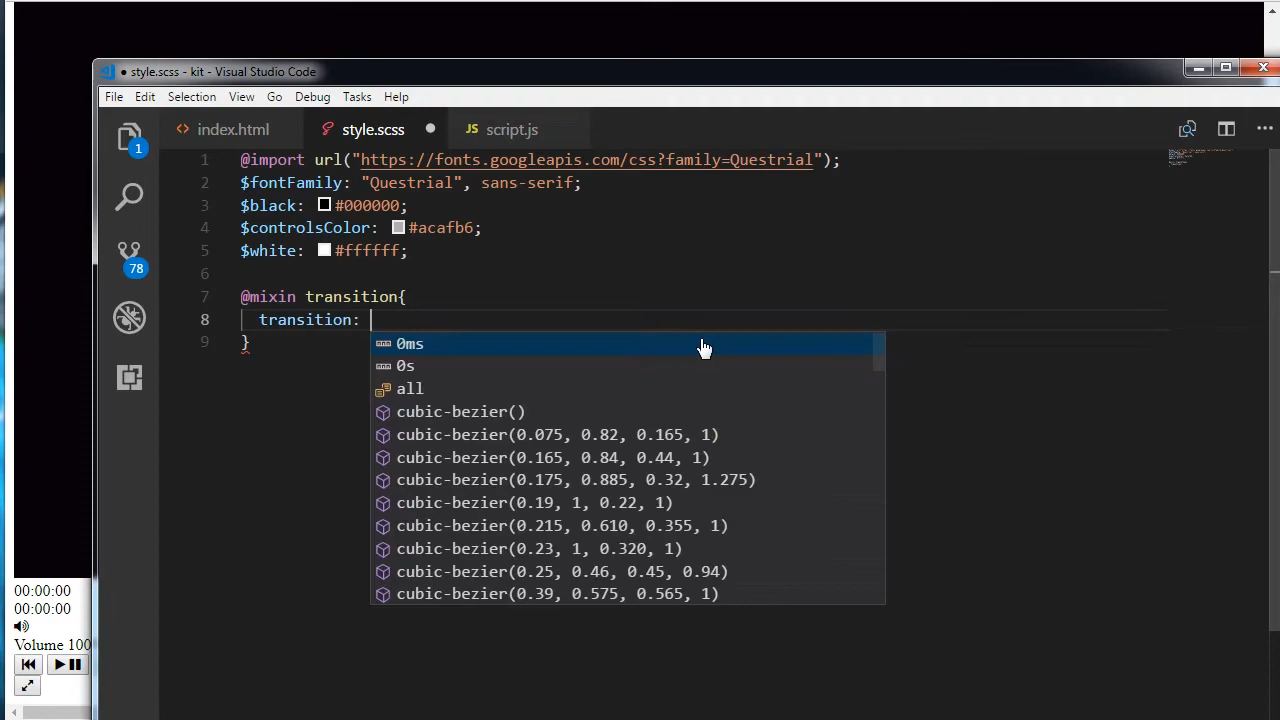 ● style.scss - kit - Visual Studio Code
File Edit Selection View Go Debug Tasks Help
<> index.html style.scss ● JS script.js ...
1 @import url("https://fonts.googleapis.com/css?family=Questrial");
2 $fontFamily: "Questrial", sans-serif;
3 $black: #000000;
4 $controlsColor: #acafb6;
5 $white: #ffffff;
6
7 @mixin transition{
8 transition:
9 }
1
78
0ms
0s
all
cubic-bezier()
cubic-bezier(0.075, 0.82, 0.165, 1)
cubic-bezier(0.165, 0.84, 0.44, 1)
cubic-bezier(0.175, 0.885, 0.32, 1.275)
cubic-bezier(0.19, 1, 0.22, 1)
cubic-bezier(0.215, 0.610, 0.355, 1)
cubic-bezier(0.23, 1, 0.320, 1)
cubic-bezier(0.25, 0.46, 0.45, 0.94)
cubic-bezier(0.39, 0.575, 0.565, 1)
00:00:00
00:00:00
Volume 100